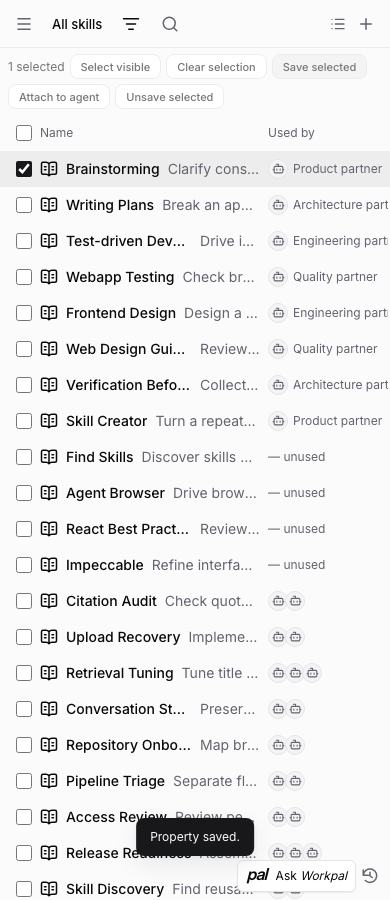 All skills
1 selected Select visible Clear selection Save selected
Attach to agent Unsave selected
Name Used by
Brainstorming Clarify cons... Product partner
Writing Plans Break an ap... Architecture part
Test-driven Dev... Drive i... Engineering part
Webapp Testing Check br... Quality partner
Frontend Design Design a ... Engineering part
Web Design Gui... Review... Quality partner
Verification Befo... Collect... Architecture part
Skill Creator Turn a repeat... Product partner
Find Skills Discover skills ... — unused
Agent Browser Drive brow... — unused
React Best Pract... Review... — unused
Impeccable Refine interfa... — unused
Citation Audit Check quot...
Upload Recovery Impleme...
Retrieval Tuning Tune title ...
Conversation St... Preser...
Repository Onbo... Map br...
Pipeline Triage Separate fl...
Access Review Review pe...
Property saved.
Release Readiness
pal Ask Workpal
Skill Discovery Find reusa...